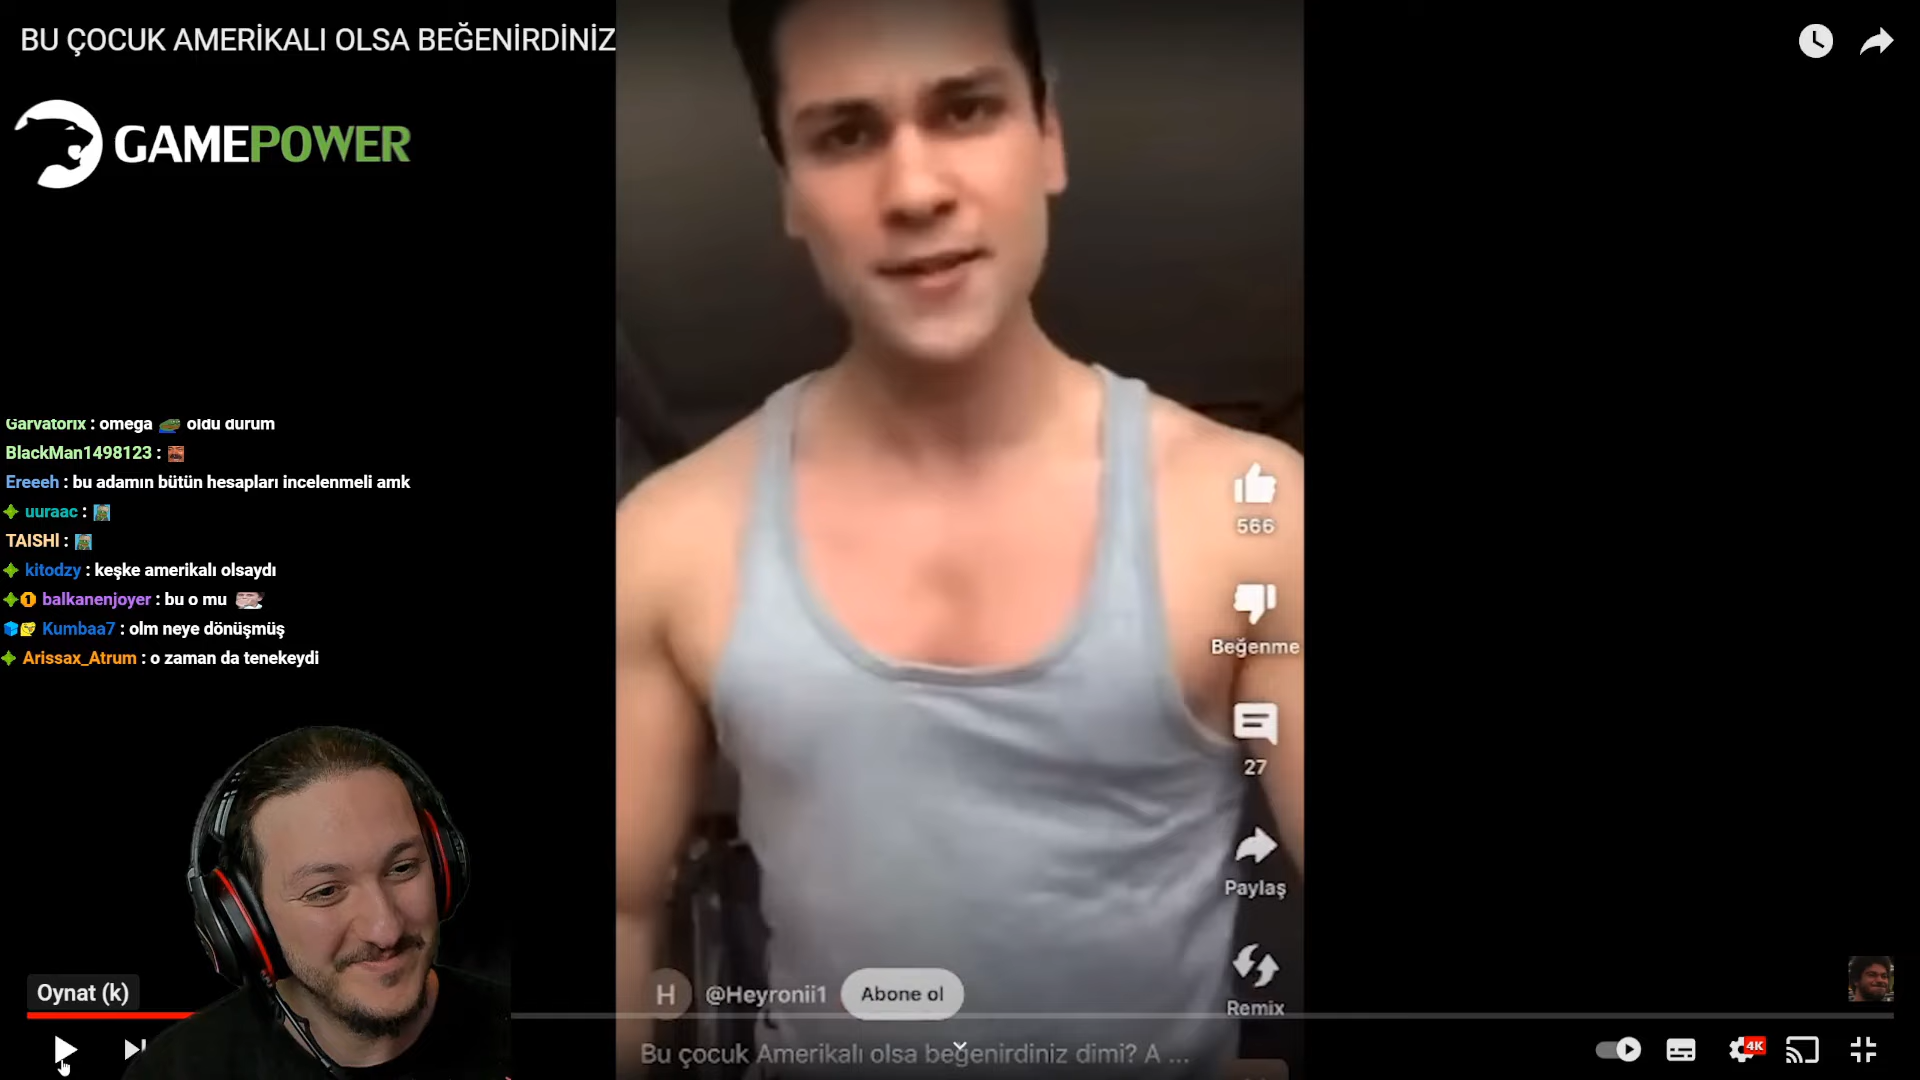 BU ÇOCUK AMERİKALI OLSA BEĞENİRDİNİZ
GAMEPOWER
Garvatorix : omega oldu durum
BlackMan1498123 :
Ereeeh : bu adamın bütün hesapları incelenmeli amk
uuraac :
TAISHI :
kitodzy : keşke amerikalı olsaydı
1 balkanenjoyer : bu o mu
Kumbaa7 : olm neye dönüşmüş
Arissax_Atrum : o zaman da tenekeydi
566
Beğenme
27
Paylaş
Remix
H @Heyronii1 Abone ol
Bu çocuk Amerikalı olsa beğenirdiniz dimi? A ...
Oynat (k)
4K